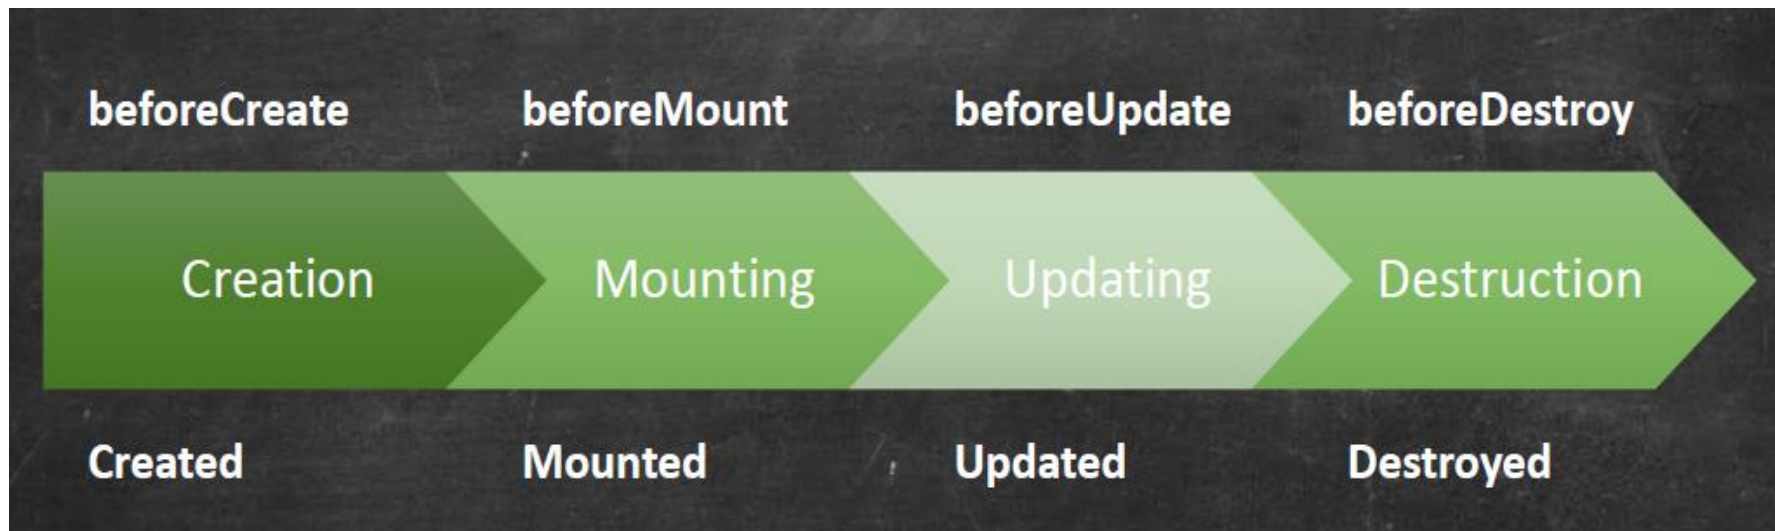 beforeCreate beforeMount beforeUpdate beforeDestroy
Creation Mounting Updating Destruction
Created Mounted Updated Destroyed